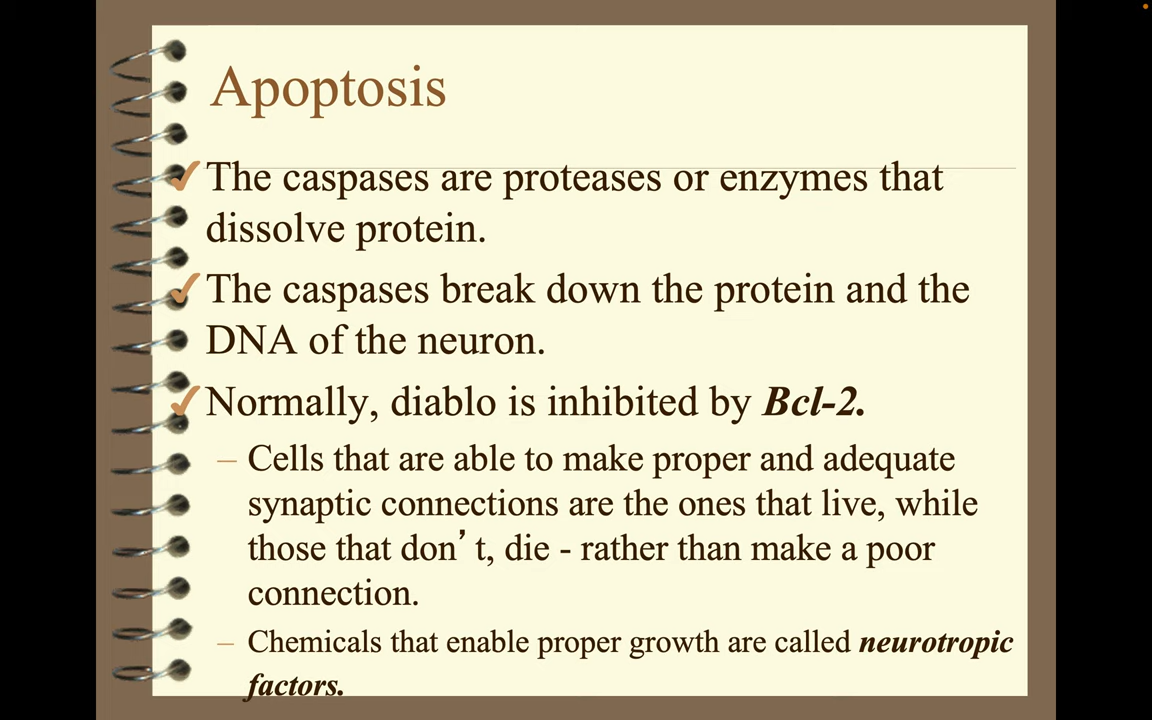 Apoptosis
✓The caspases are proteases or enzymes that
dissolve protein.
✓The caspases break down the protein and the
DNA of the neuron.
✓Normally, diablo is inhibited by Bcl-2.
– Cells that are able to make proper and adequate
synaptic connections are the ones that live, while
those that don’t, die - rather than make a poor
connection.
– Chemicals that enable proper growth are called neurotropic
factors.